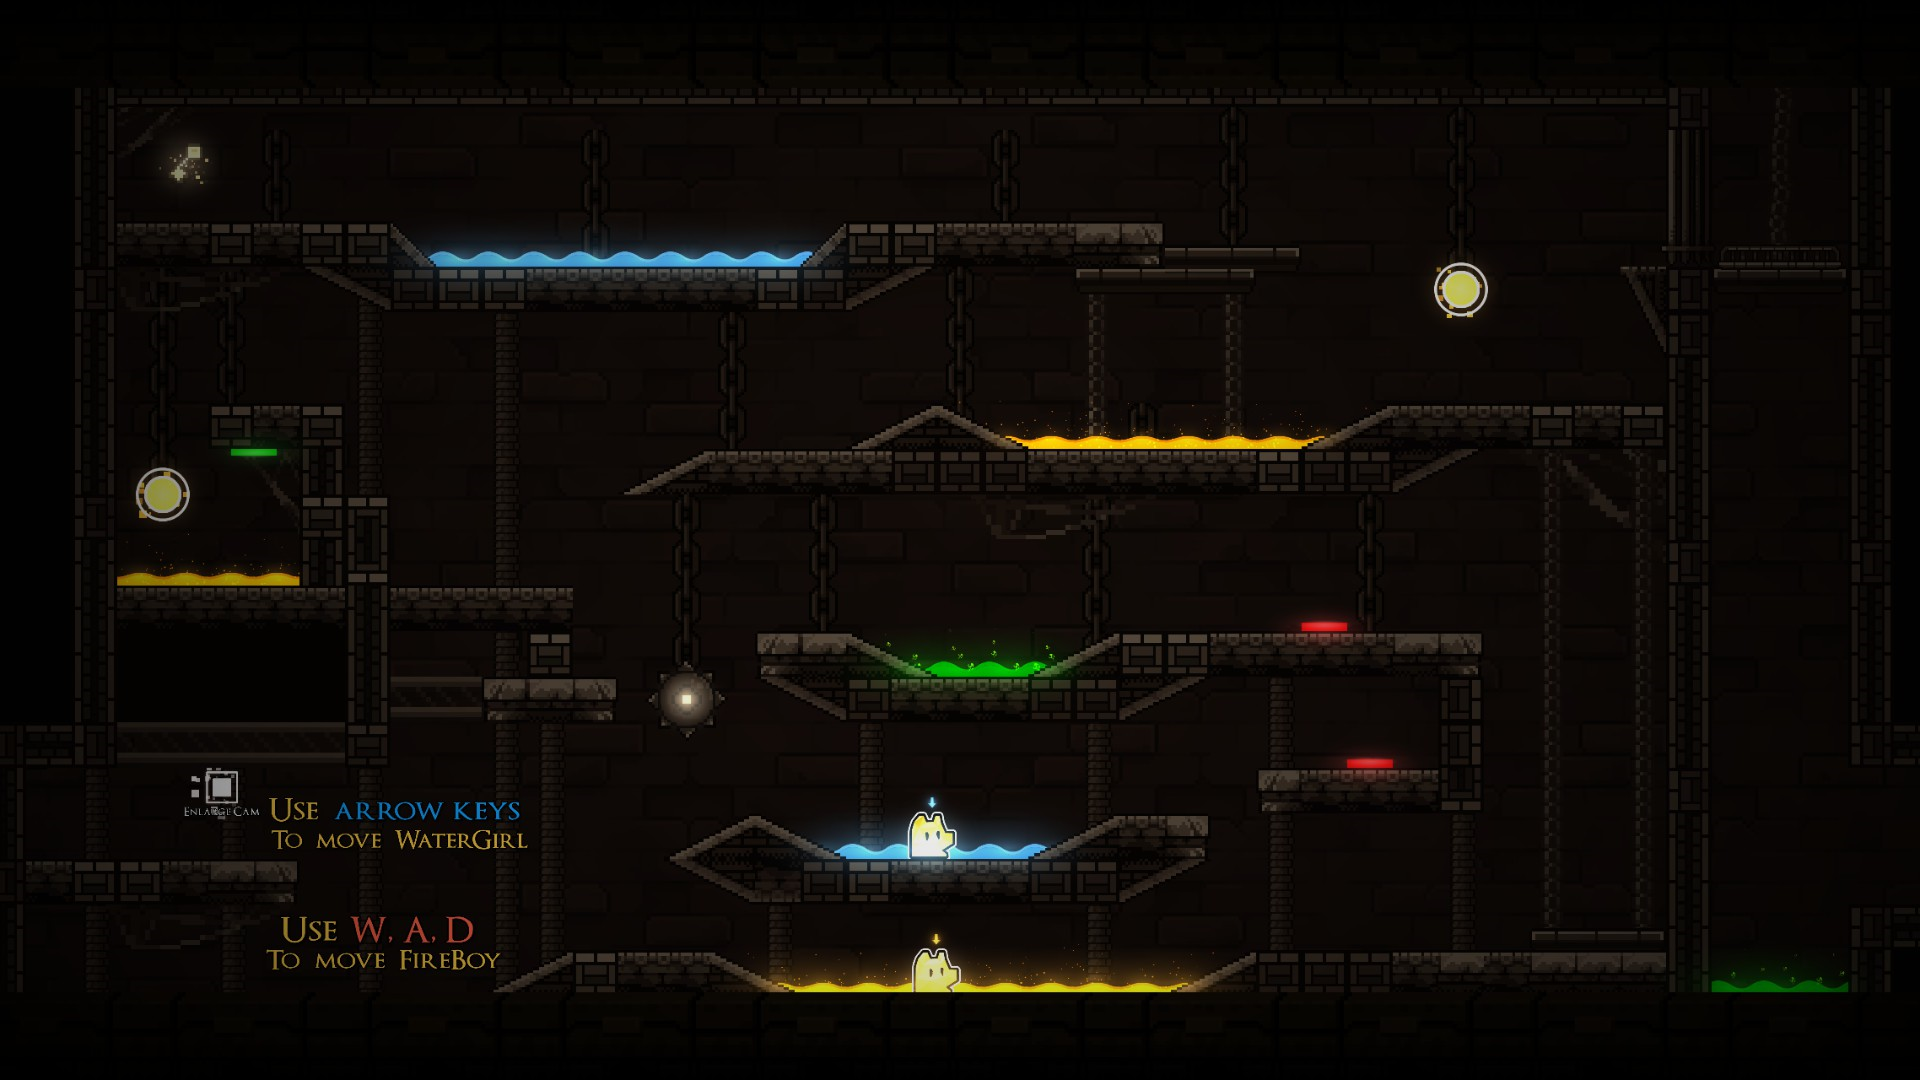 Enlarge Cam
Use arrow keys
To move WaterGirl
Use W, A, D
To move FireBoy